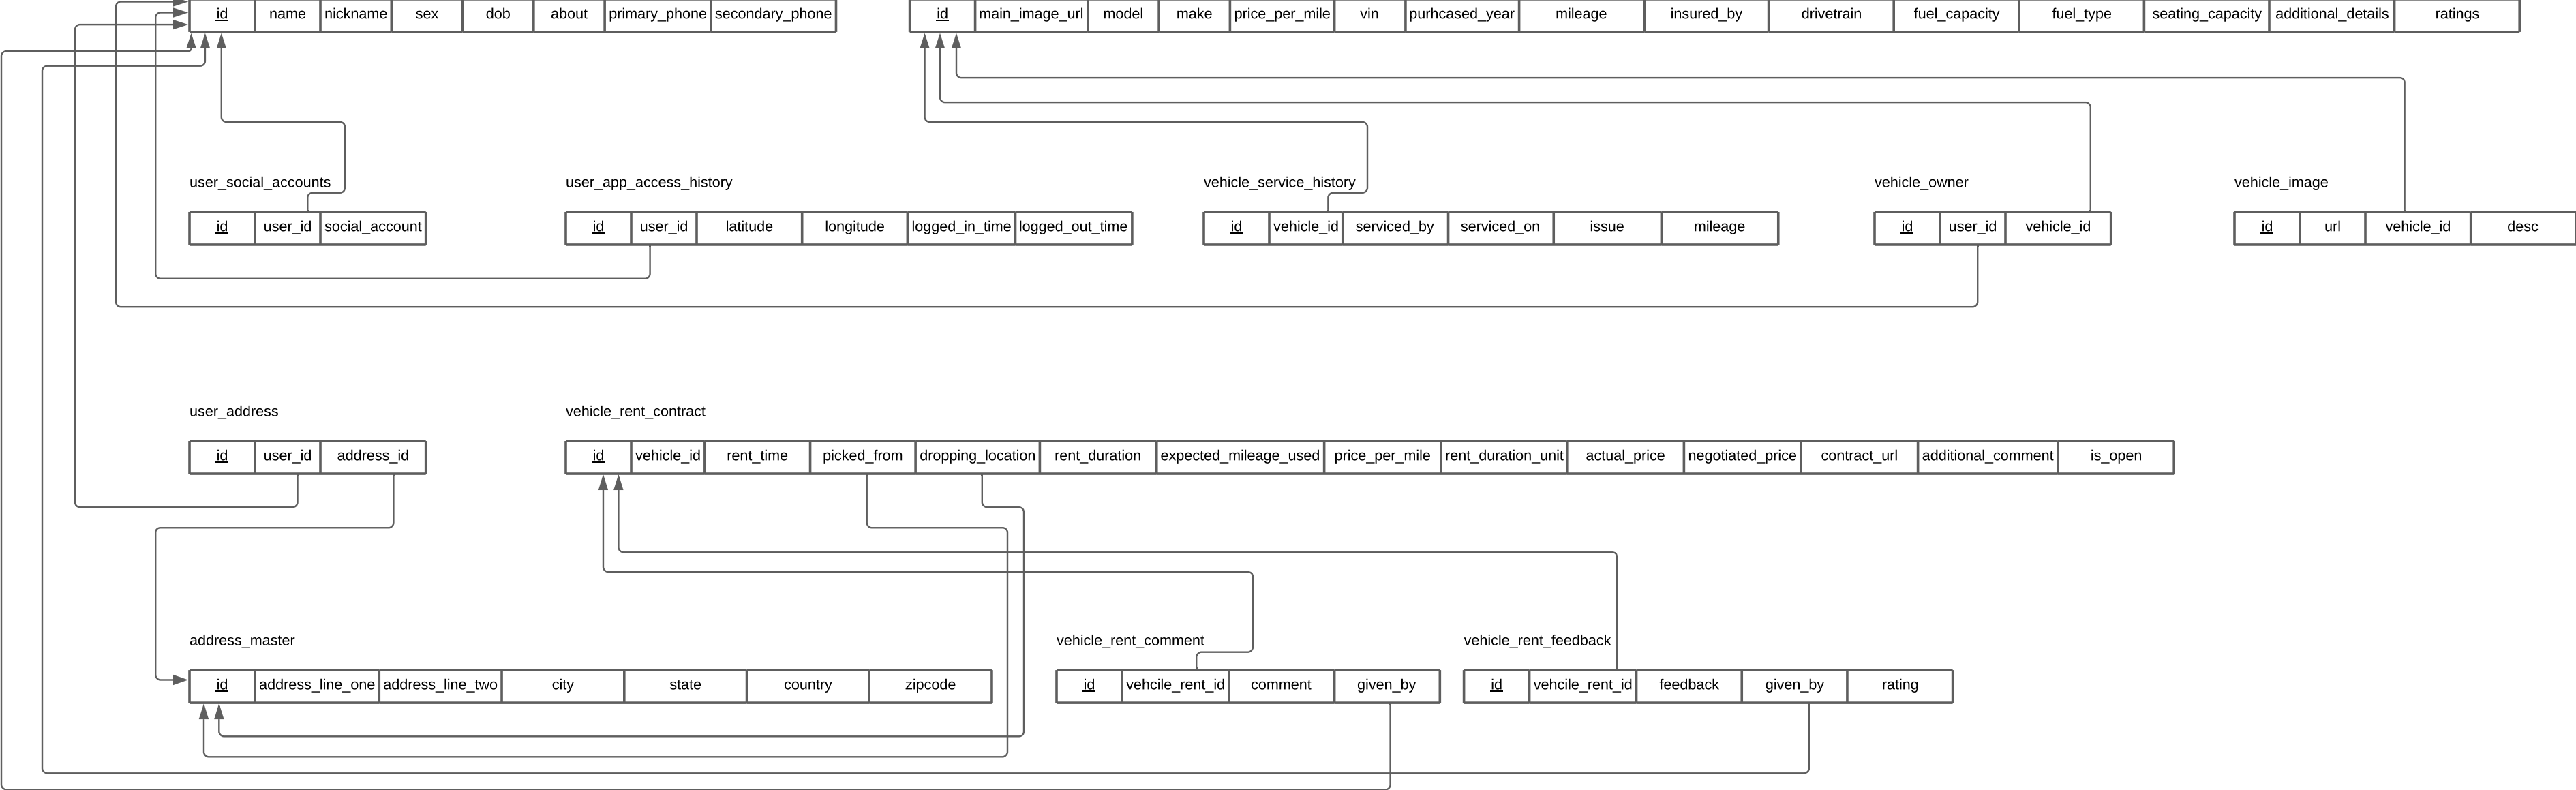 id name nickname sex dob about primary_phone secondary_phone
id main_image_url model make price_per_mile vin purhcased_year mileage insured_by drivetrain fuel_capacity fuel_type seating_capacity additional_details ratings
user_social_accounts
id user_id social_account
user_app_access_history
id user_id latitude longitude logged_in_time logged_out_time
vehicle_service_history
id vehicle_id serviced_by serviced_on issue mileage
vehicle_owner
id user_id vehicle_id
vehicle_image
id url vehicle_id desc
user_address
id user_id address_id
vehicle_rent_contract
id vehicle_id rent_time picked_from dropping_location rent_duration expected_mileage_used price_per_mile rent_duration_unit actual_price negotiated_price contract_url additional_comment is_open
address_master
id address_line_one address_line_two city state country zipcode
vehicle_rent_comment
id vehcile_rent_id comment given_by
vehicle_rent_feedback
id vehcile_rent_id feedback given_by rating